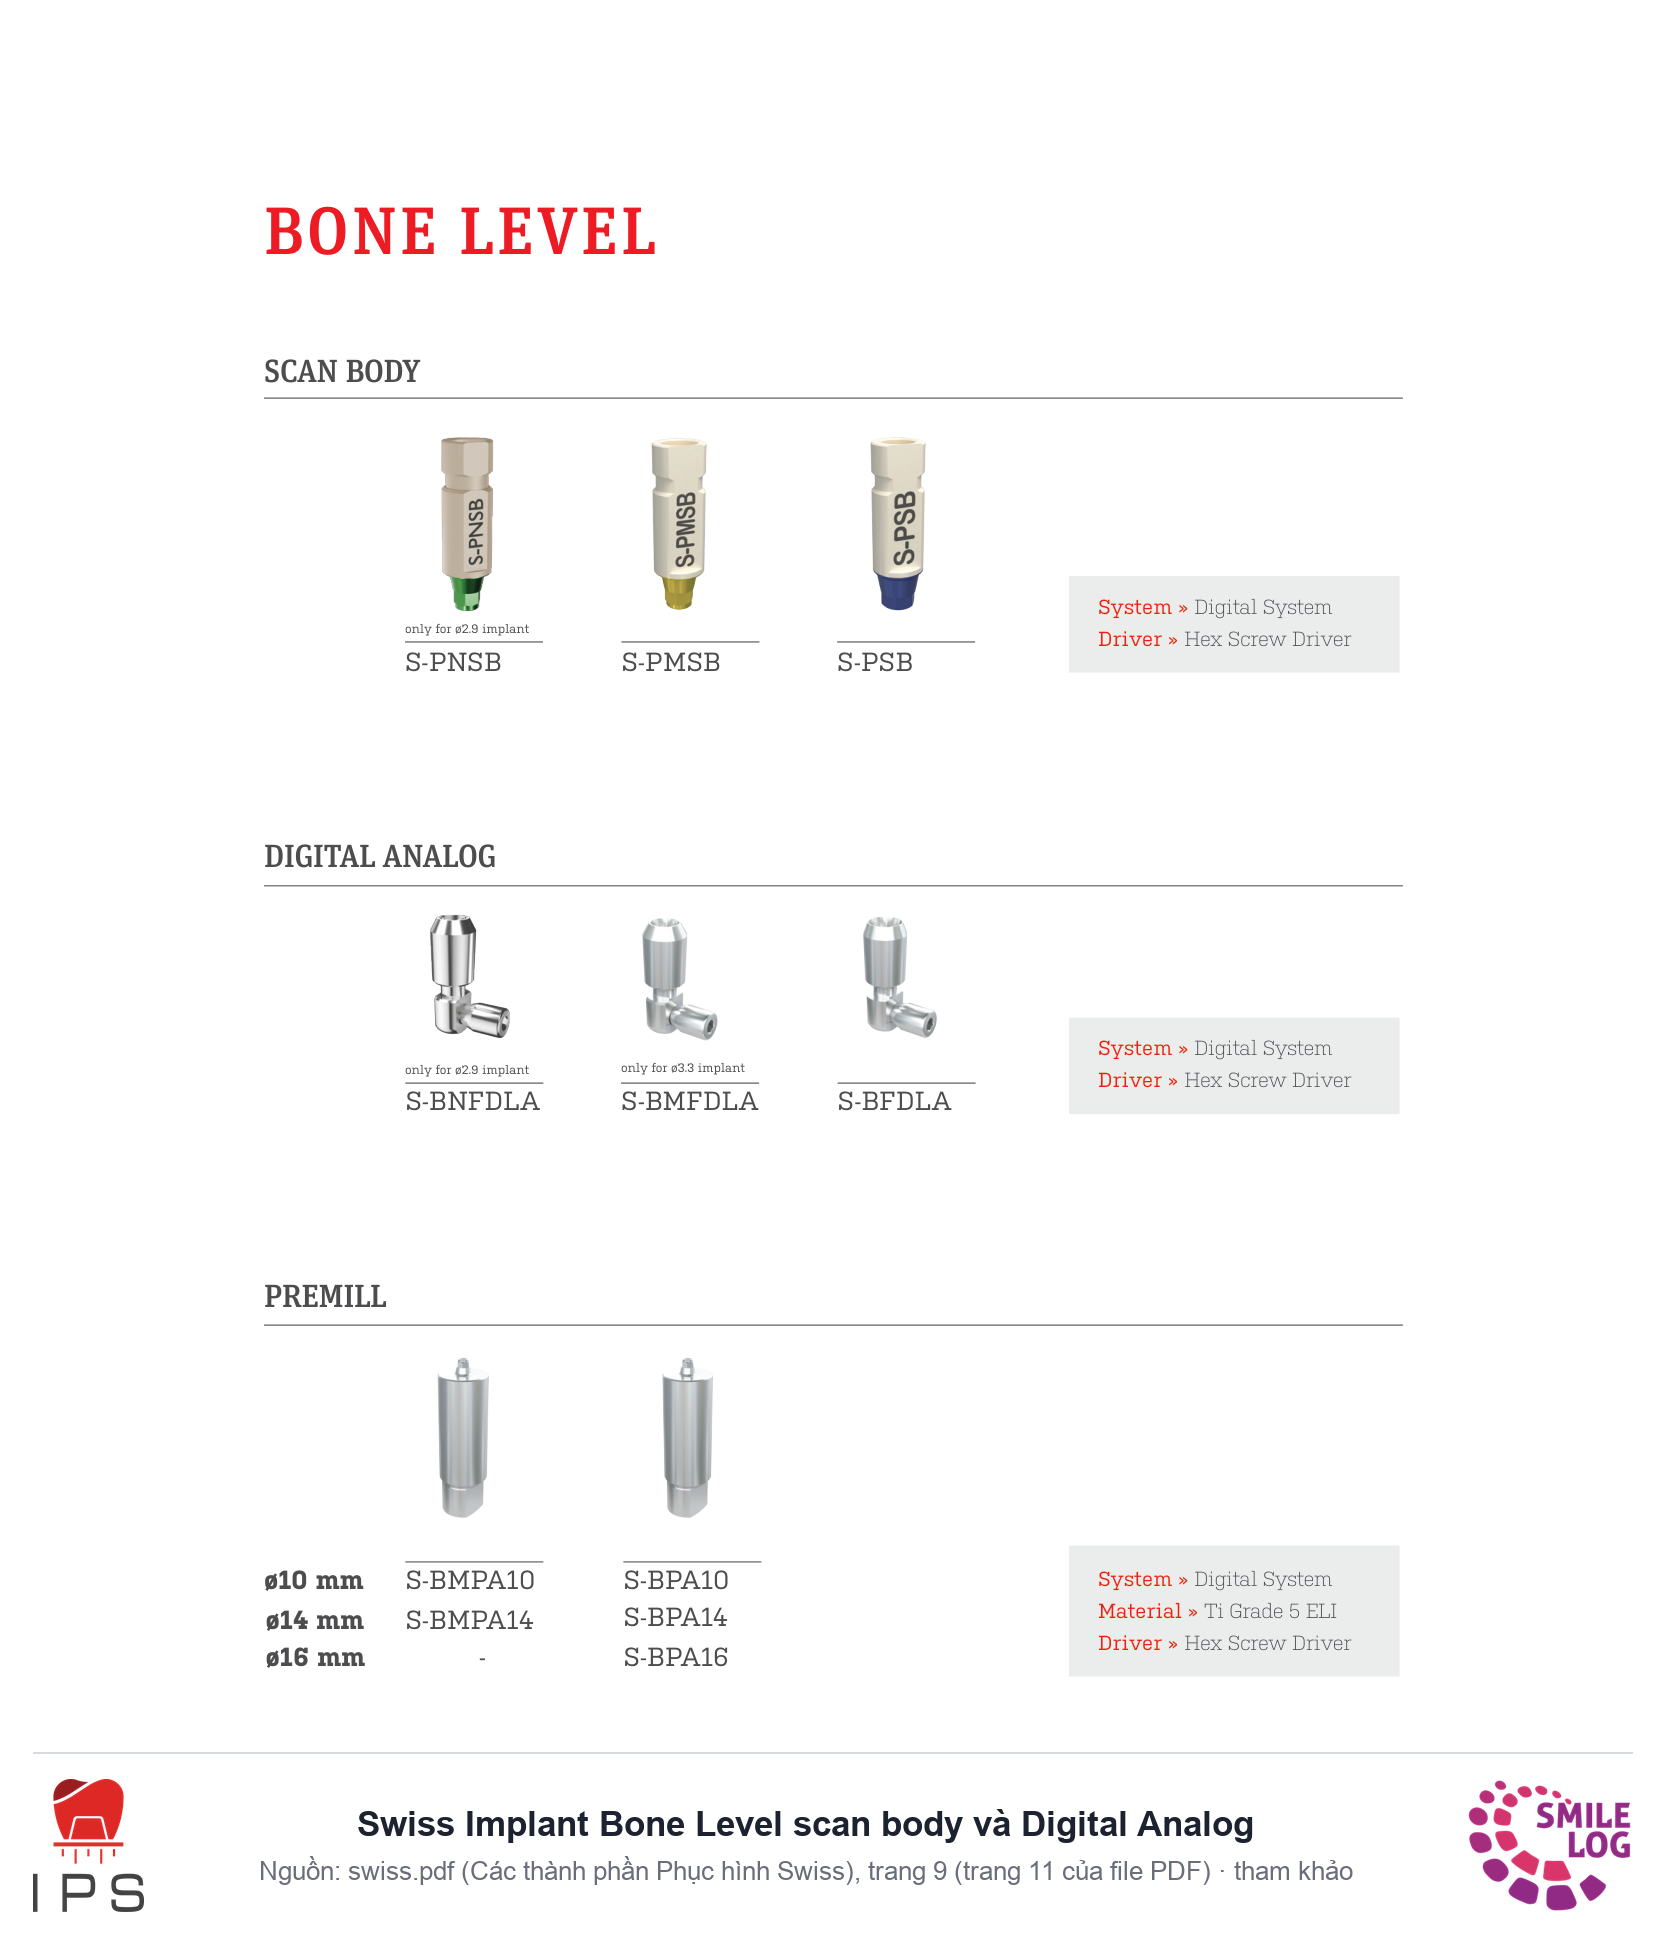 BONE LEVEL
SCAN BODY
S-PNSB
S-PMSB
S-PSB
only for ø2.9 implant
S-PNSB
S-PMSB
S-PSB
System » Digital System
Driver » Hex Screw Driver
DIGITAL ANALOG
only for ø2.9 implant
only for ø3.3 implant
S-BNFDLA
S-BMFDLA
S-BFDLA
System » Digital System
Driver » Hex Screw Driver
PREMILL
ø10 mm S-BMPA10 S-BPA10
ø14 mm S-BMPA14 S-BPA14
ø16 mm - S-BPA16
System » Digital System
Material » Ti Grade 5 ELI
Driver » Hex Screw Driver
IPS
Swiss Implant Bone Level scan body và Digital Analog
Nguồn: swiss.pdf (Các thành phần Phục hình Swiss), trang 9 (trang 11 của file PDF) · tham khảo
SMILE
LOG